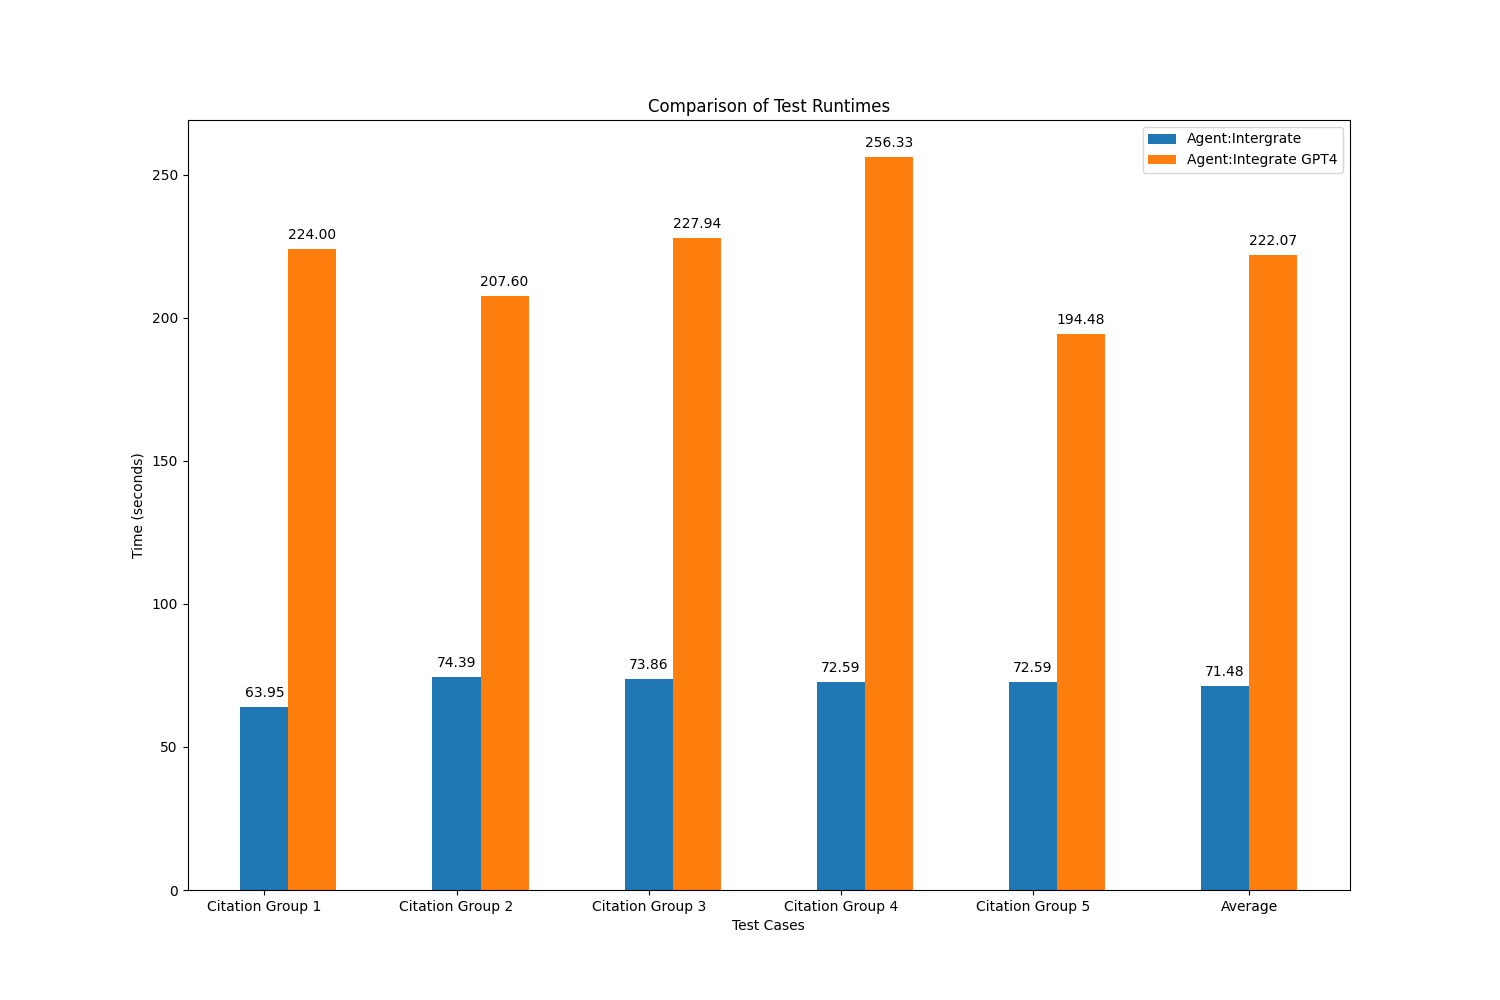 Comparison of Test Runtimes
Agent:Intergrate
Agent:Integrate GPT4
Time (seconds)
250
200
150
100
50
0
63.95
224.00
74.39
207.60
73.86
227.94
72.59
256.33
72.59
194.48
71.48
222.07
Citation Group 1
Citation Group 2
Citation Group 3
Citation Group 4
Citation Group 5
Average
Test Cases